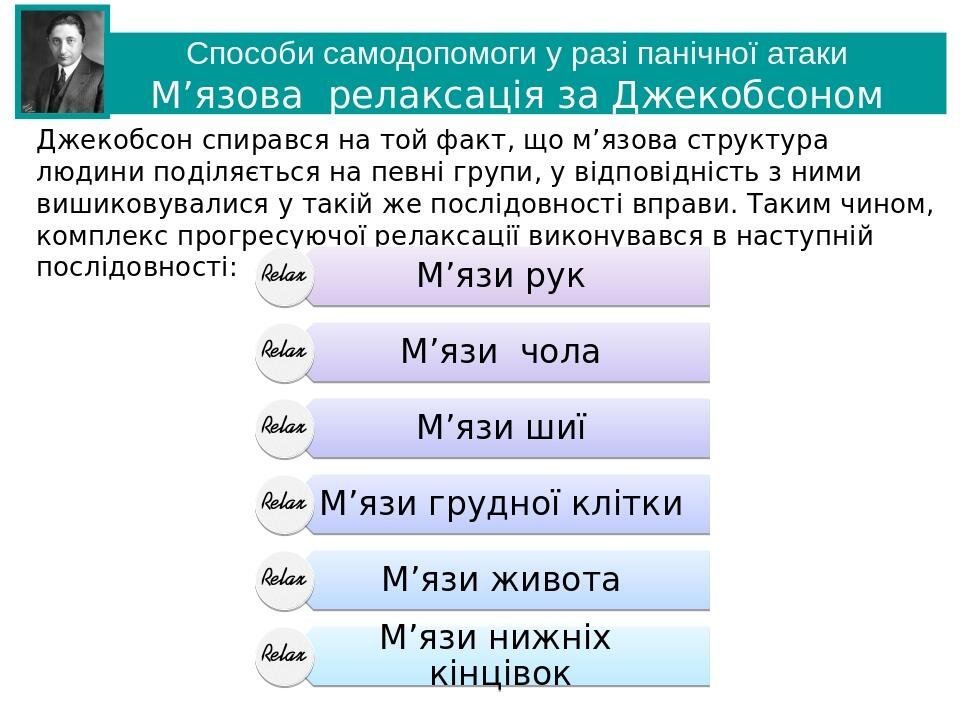 Способи самодопомоги у разі панічної атаки
М’язова  релаксація за Джекобсоном
Джекобсон спирався на той факт, що м’язова структура
людини поділяється на певні групи, у відповідність з ними
вишиковувалися у такій же послідовності вправи. Таким чином,
комплекс прогресуючої релаксації виконувався в наступній
послідовності:
Relax
М’язи рук
Relax
М’язи  чола
Relax
М’язи шиї
Relax
М’язи грудної клітки
Relax
М’язи живота
Relax
М’язи нижніх
кінцівок